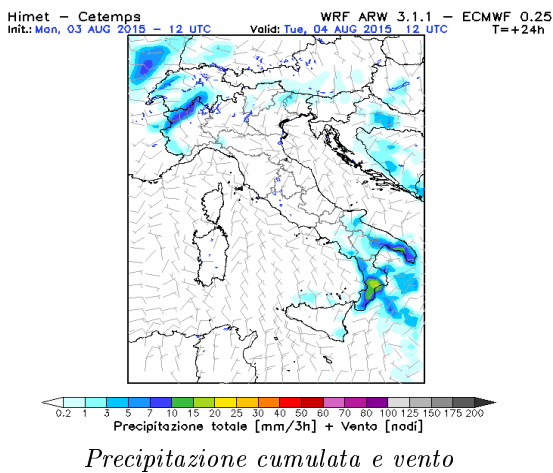 Himet – Cetemps WRF ARW 3.1.1 – ECMWF 0.25
Init.: Mon, 03 AUG 2015 – 12 UTC Valid: Tue, 04 AUG 2015 12 UTC T=+24h
0.2 1 3 5 7 10 15 20 25 30 40 50 60 70 80 100 125 150 175 200
Precipitazione totale [mm/3h] + Vento [nodi]
Precipitazione cumulata e vento